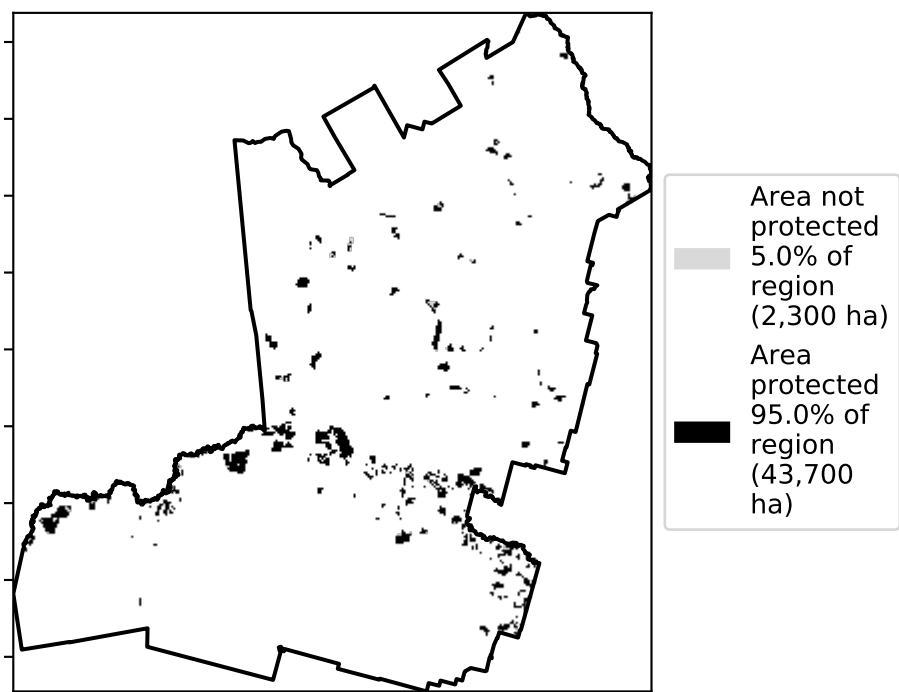 Area not
protected
5.0% of
region
(2,300 ha)
Area
protected
95.0% of
region
(43,700
ha)